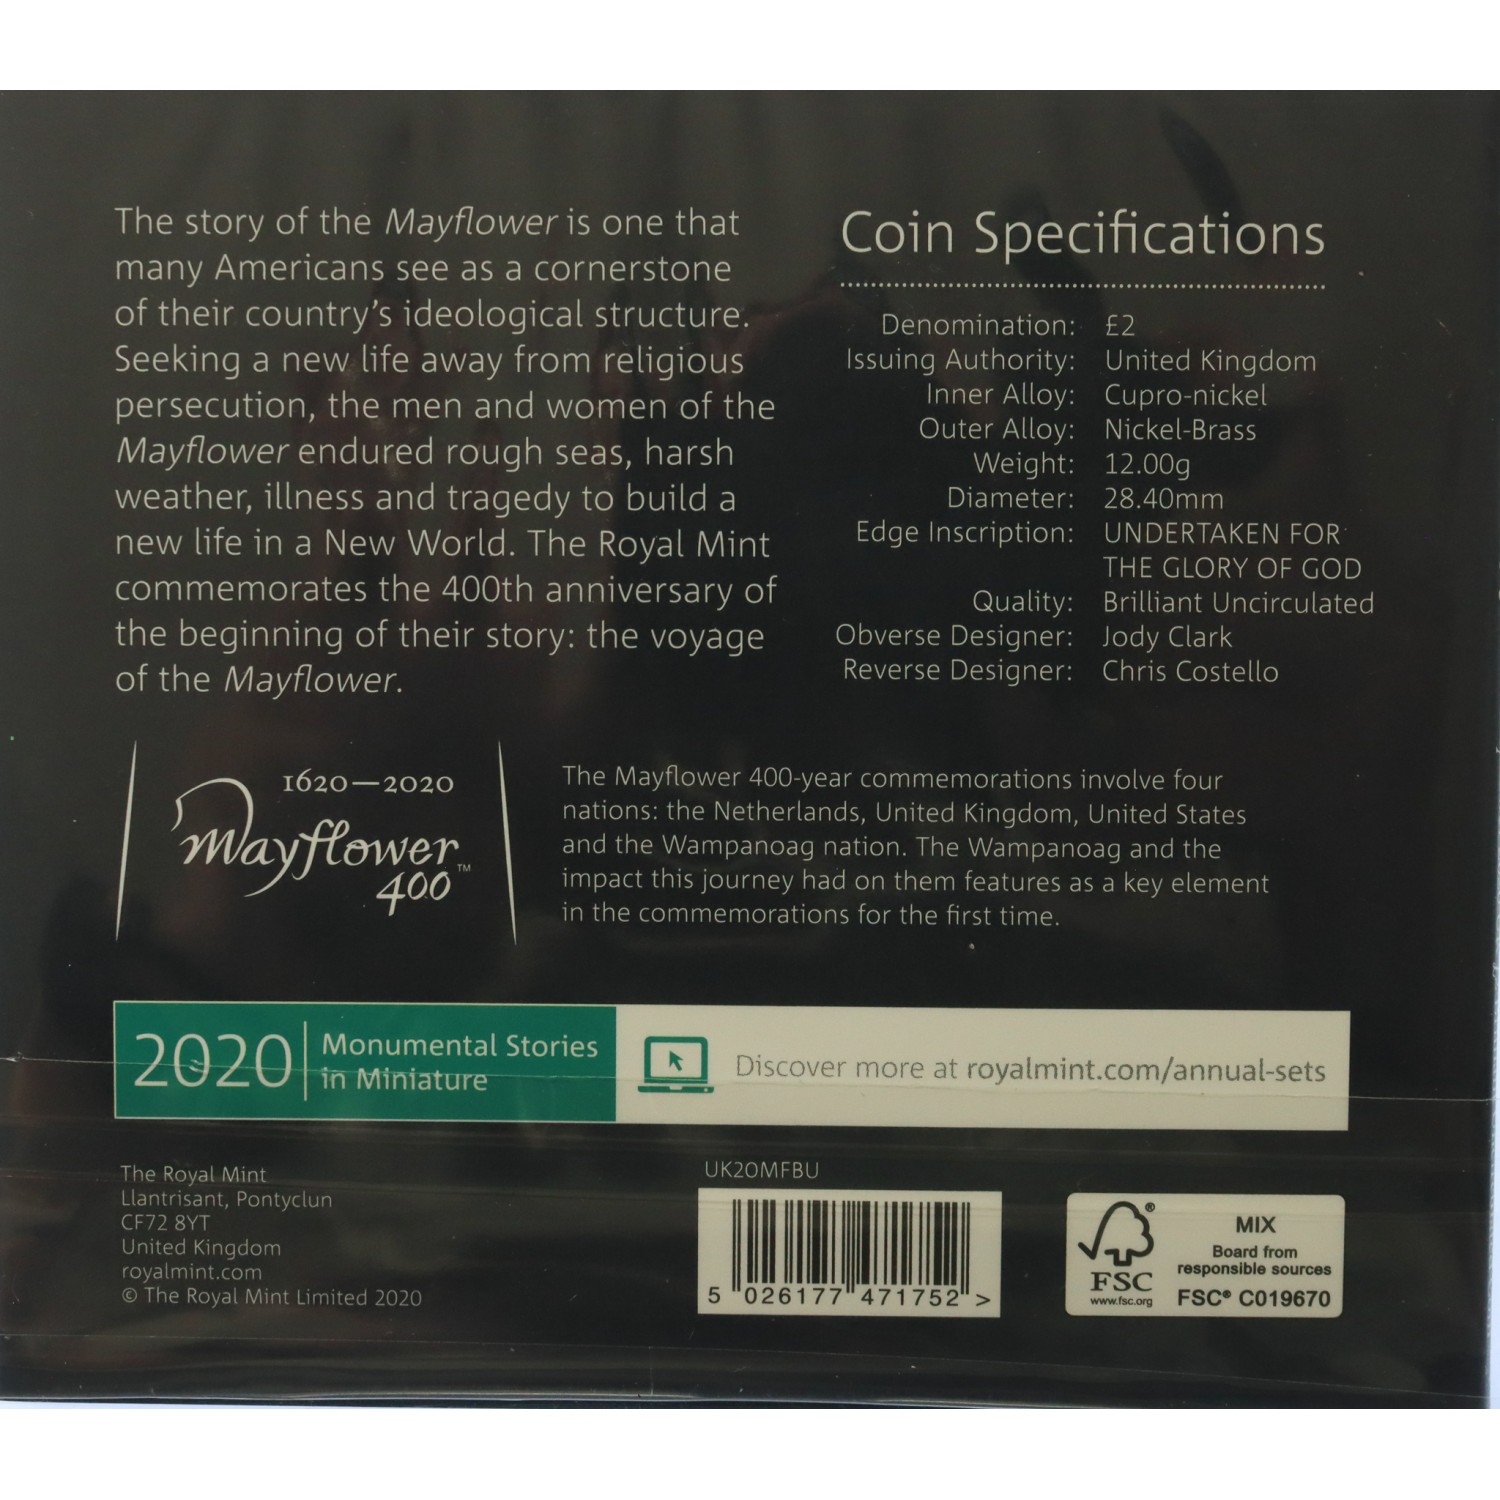 The story of the Mayflower is one that
many Americans see as a cornerstone
of their country's ideological structure.
Seeking a new life away from religious
persecution, the men and women of the
Mayflower endured rough seas, harsh
weather, illness and tragedy to build a
new life in a New World. The Royal Mint
commemorates the 400th anniversary of
the beginning of their story: the voyage
of the Mayflower.
Coin Specifications
Denomination: £2
Issuing Authority: United Kingdom
Inner Alloy: Cupro-nickel
Outer Alloy: Nickel-Brass
Weight: 12.00g
Diameter: 28.40mm
Edge Inscription: UNDERTAKEN FOR
THE GLORY OF GOD
Quality: Brilliant Uncirculated
Obverse Designer: Jody Clark
Reverse Designer: Chris Costello
1620—2020
Mayflower™
400
The Mayflower 400-year commemorations involve four
nations: the Netherlands, United Kingdom, United States
and the Wampanoag nation. The Wampanoag and the
impact this journey had on them features as a key element
in the commemorations for the first time.
2020
Monumental Stories
in Miniature
Discover more at royalmint.com/annual-sets
The Royal Mint
Llantrisant, Pontyclun
CF72 8YT
United Kingdom
royalmint.com
© The Royal Mint Limited 2020
UK20MFBU
5 026177 471752 >
®
FSC
www.fsc.org
MIX
Board from
responsible sources
FSC® C019670